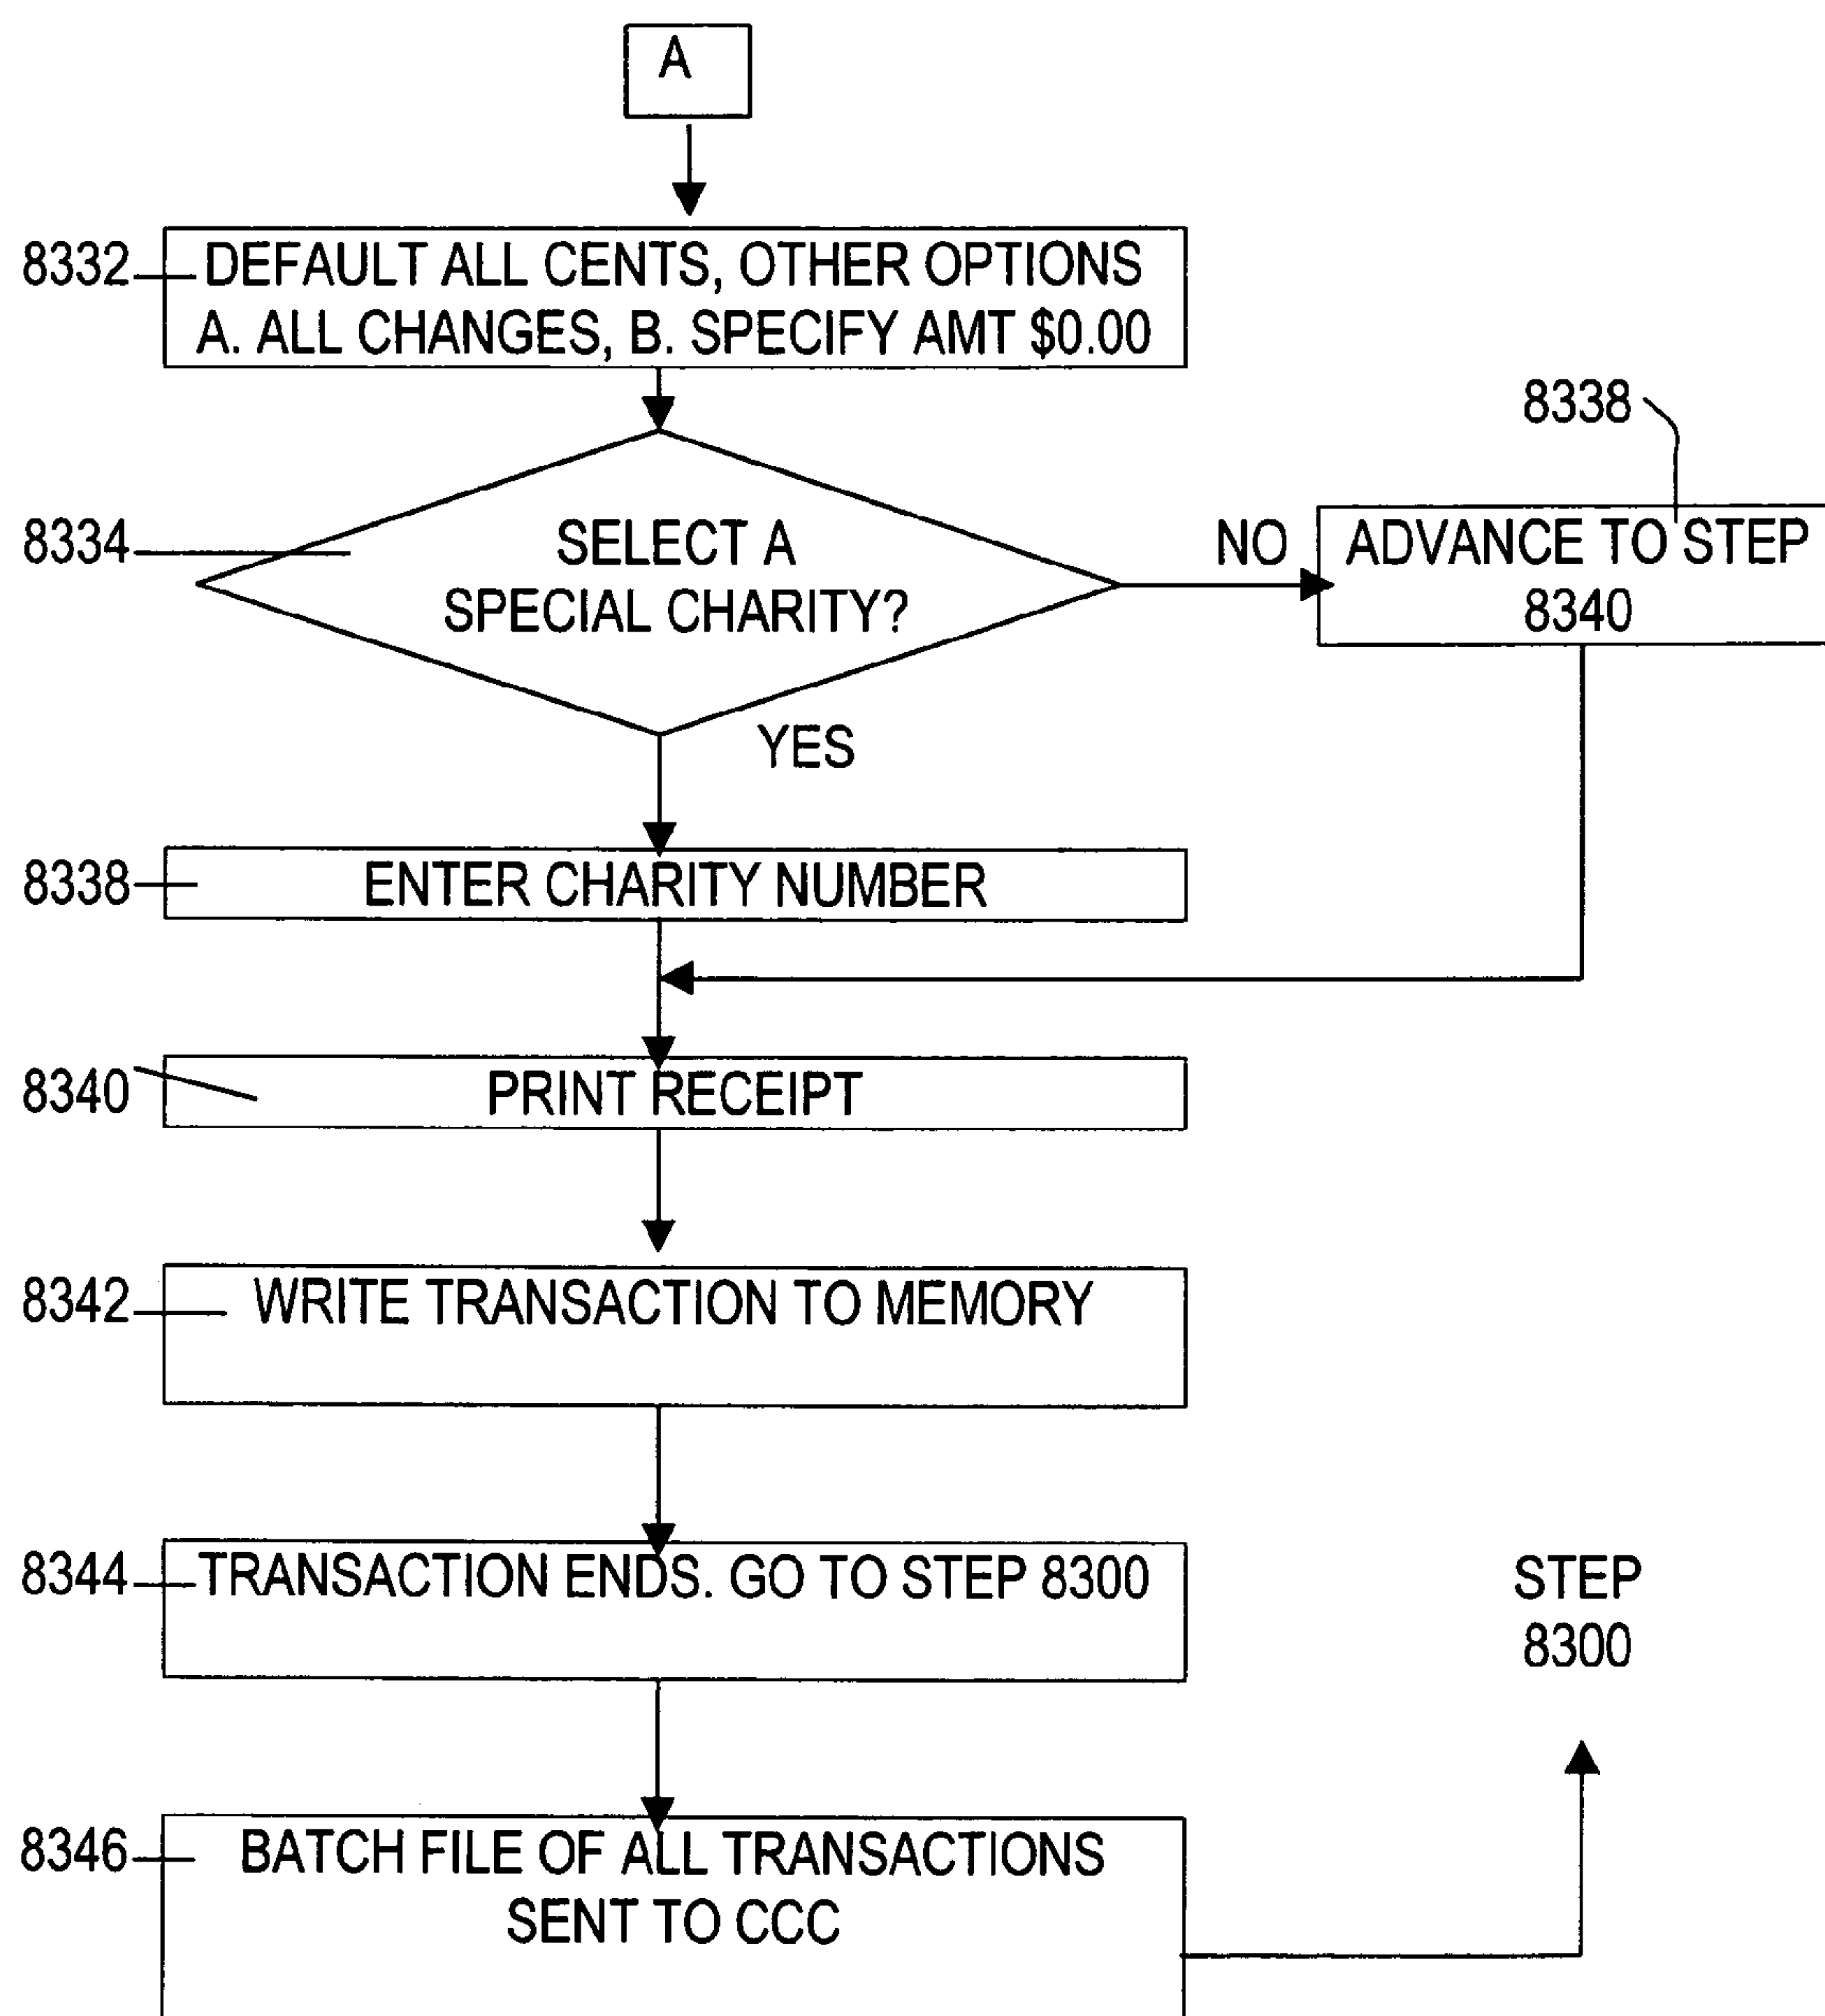 A
8332
DEFAULT ALL CENTS, OTHER OPTIONS
A. ALL CHANGES, B. SPECIFY AMT $0.00
8338
8334
SELECT A
SPECIAL CHARITY?
NO
ADVANCE TO STEP
8340
YES
8338
ENTER CHARITY NUMBER
8340
PRINT RECEIPT
8342
WRITE TRANSACTION TO MEMORY
8344
TRANSACTION ENDS. GO TO STEP 8300
STEP
8300
8346
BATCH FILE OF ALL TRANSACTIONS
SENT TO CCC